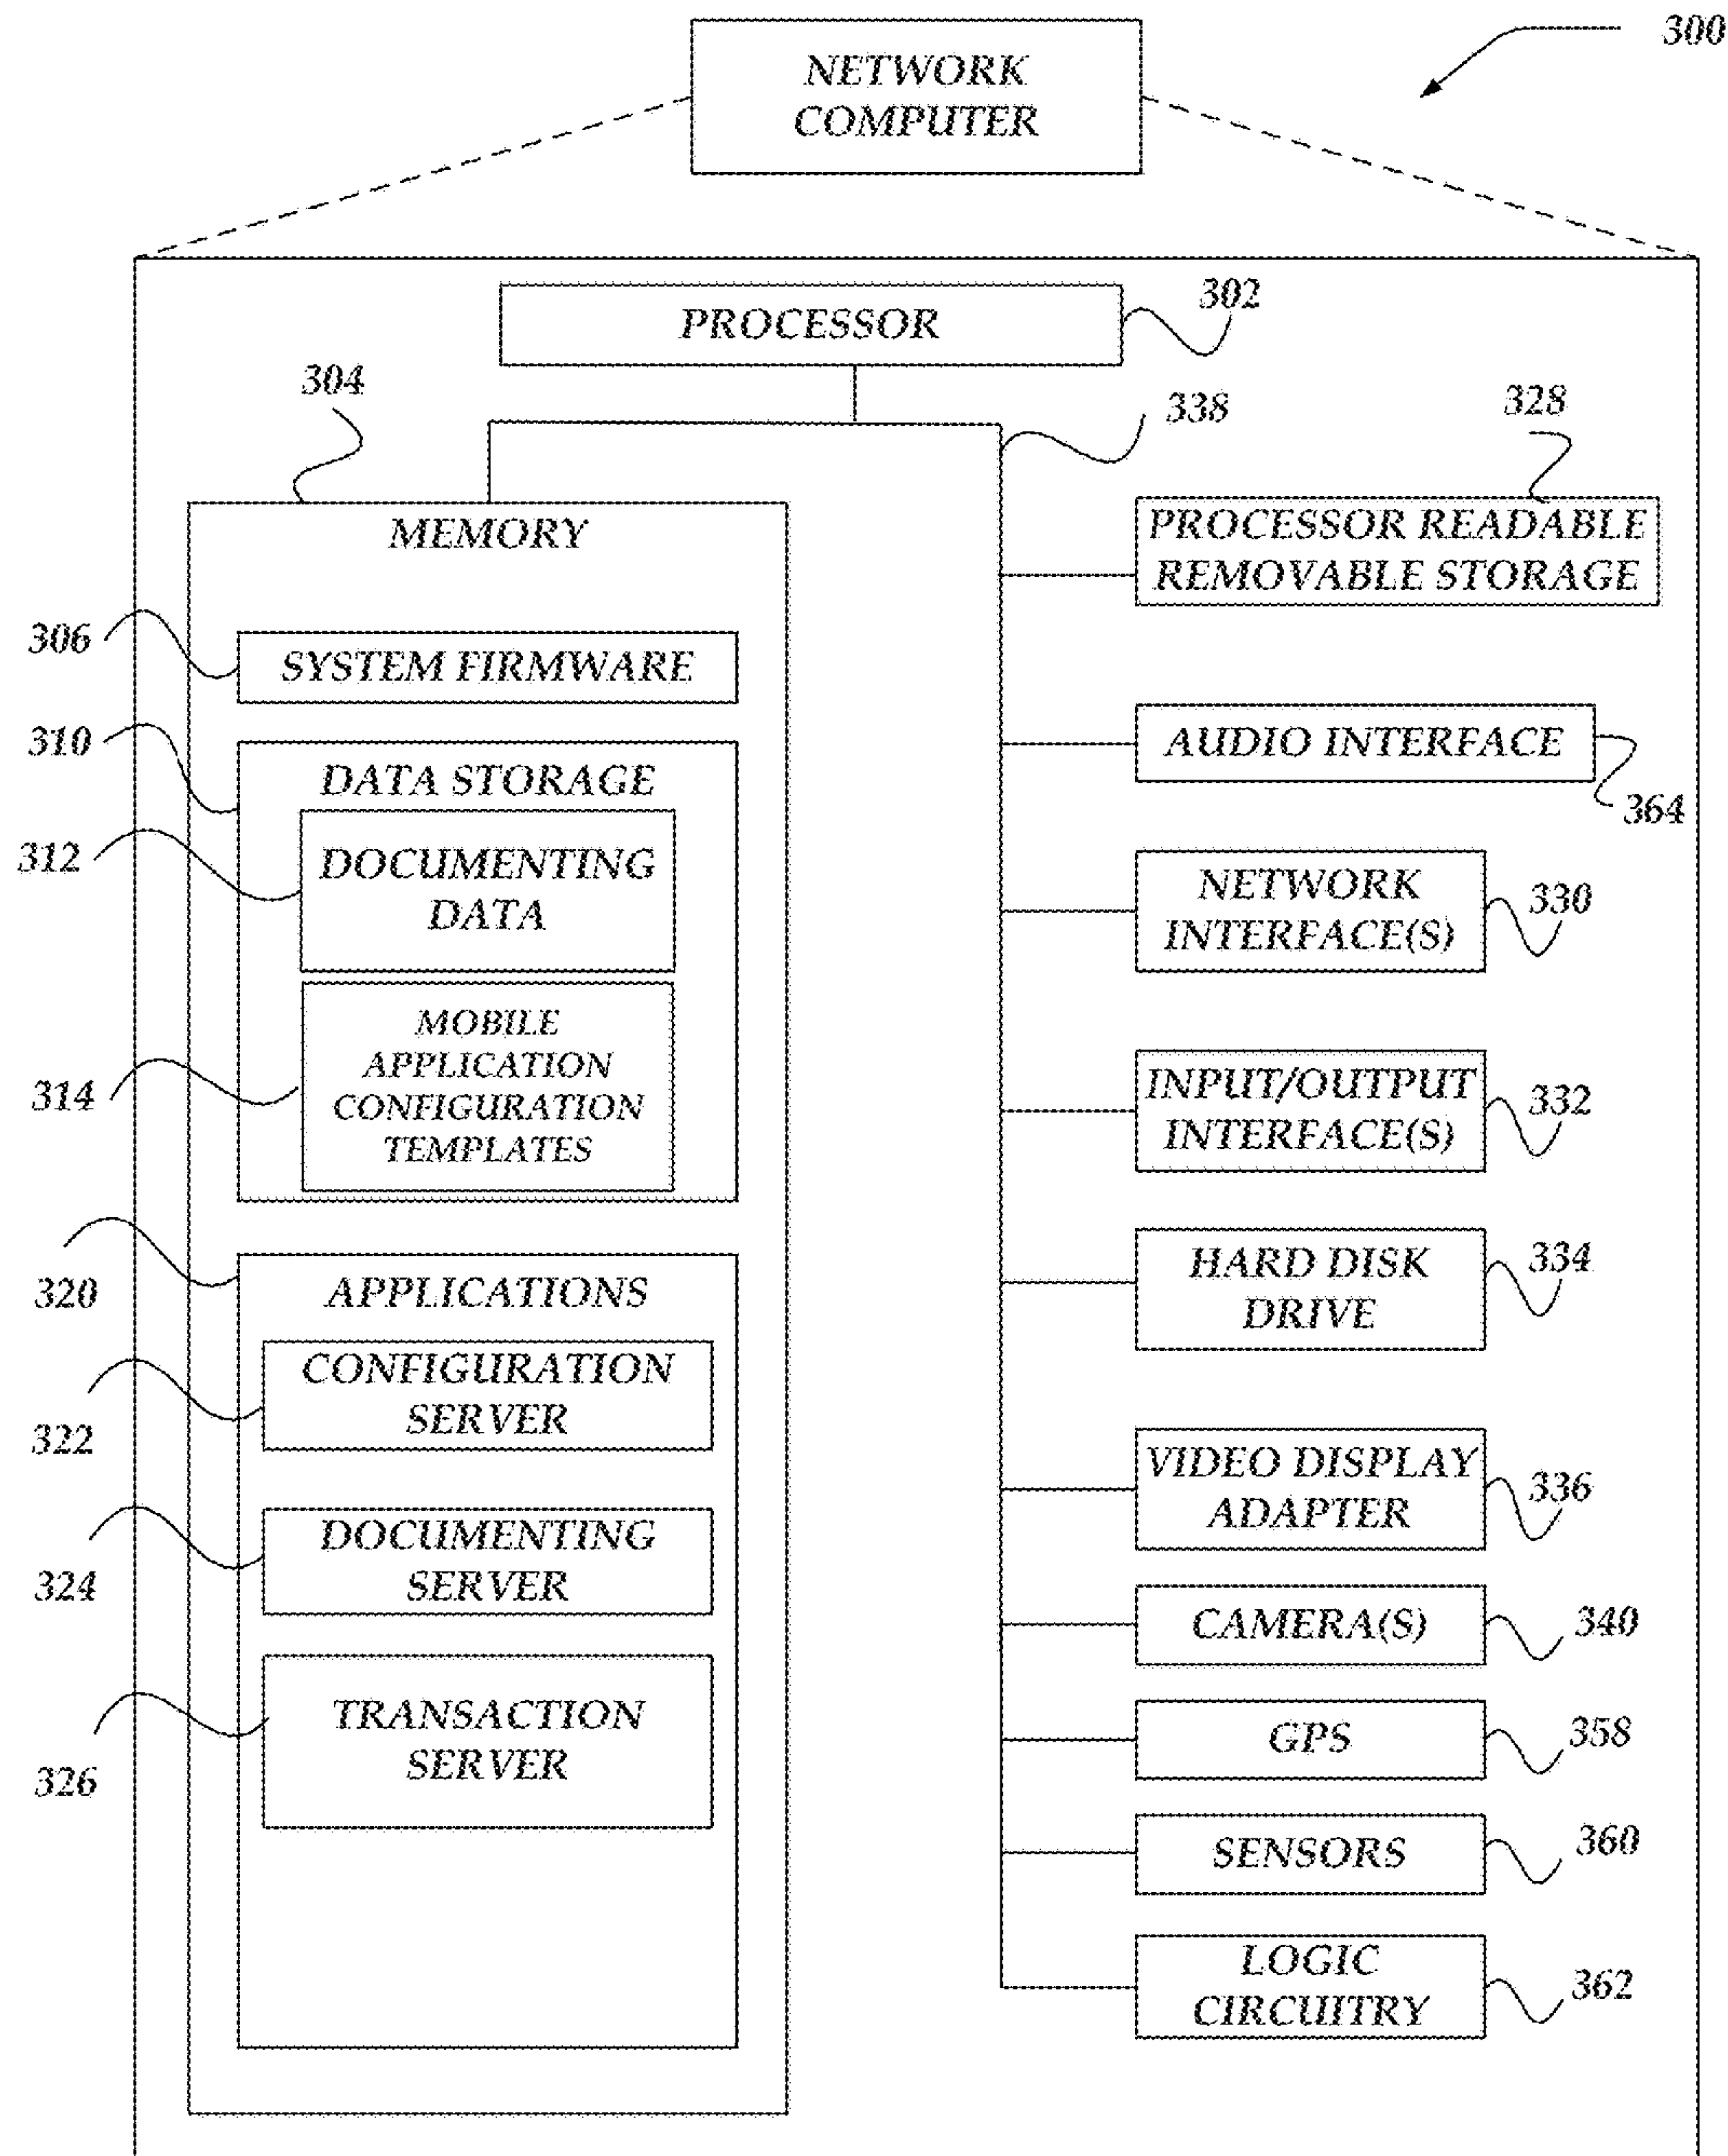 300
NETWORK
COMPUTER
PROCESSOR
302
304
338
328
MEMORY
PROCESSOR READABLE
REMOVABLE STORAGE
306
SYSTEM FIRMWARE
310
DATA STORAGE
AUDIO INTERFACE
364
312
DOCUMENTING
DATA
NETWORK
INTERFACE(S)
330
314
MOBILE
APPLICATION
CONFIGURATION
TEMPLATES
INPUT/OUTPUT
INTERFACE(S)
332
320
APPLICATIONS
HARD DISK
DRIVE
334
322
CONFIGURATION
SERVER
VIDEO DISPLAY
ADAPTER
336
324
DOCUMENTING
SERVER
CAMERA(S)
340
326
TRANSACTION
SERVER
GPS
358
SENSORS
360
LOGIC
CIRCUITRY
362